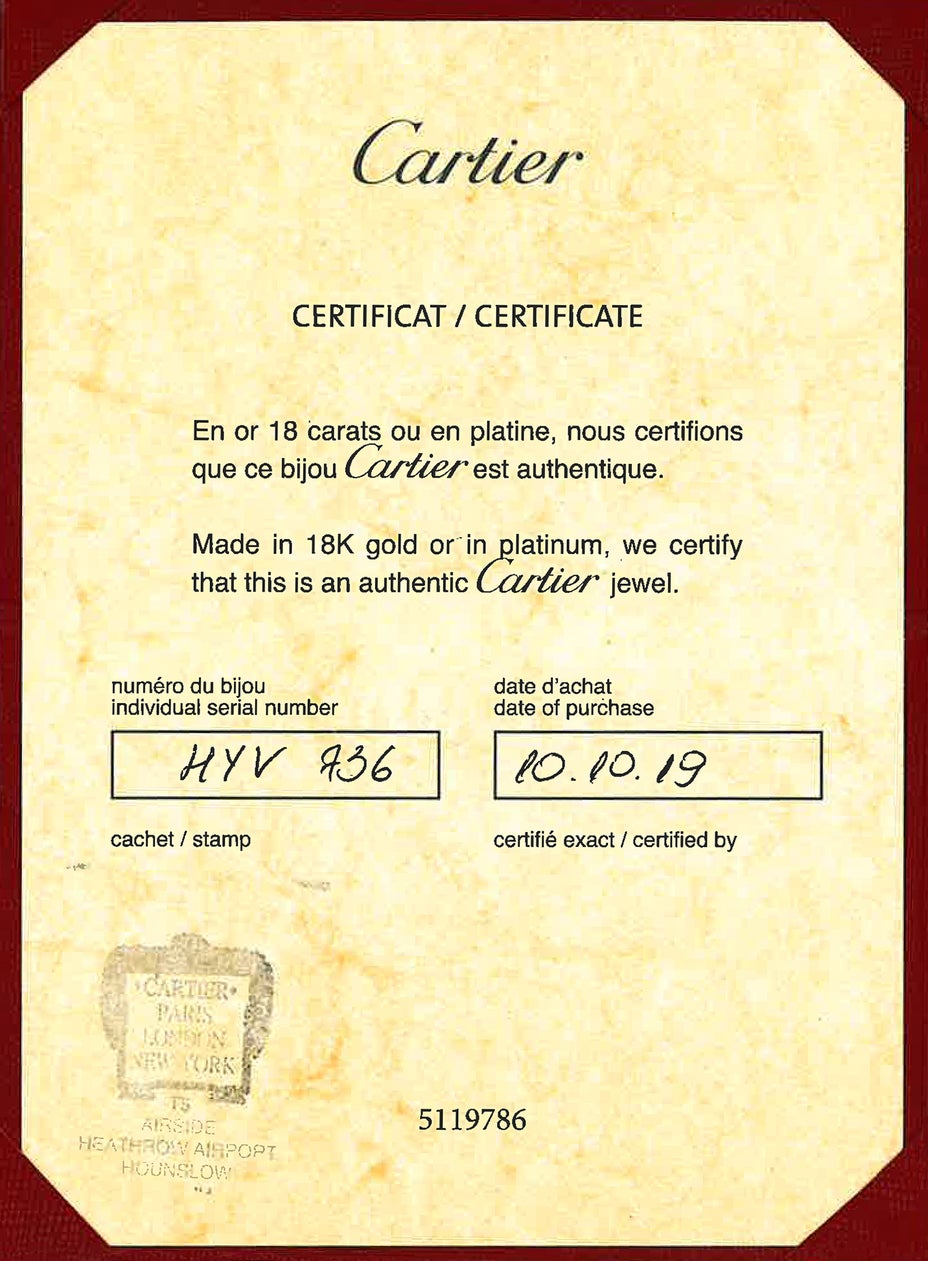 Cartier
CERTIFICAT / CERTIFICATE
En or 18 carats ou en platine, nous certifions
que ce bijou Cartier est authentique.
Made in 18K gold or in platinum, we certify
that this is an authentic Cartier jewel.
numéro du bijou
individual serial number
HYV 736
date d'achat
date of purchase
10.10.19
cachet / stamp
certifié exact / certified by
·CARTIER·
PARIS
LONDON
NEW YORK
T5
AIRSIDE
HEATHROW AIRPORT
HOUNSLOW
5119786